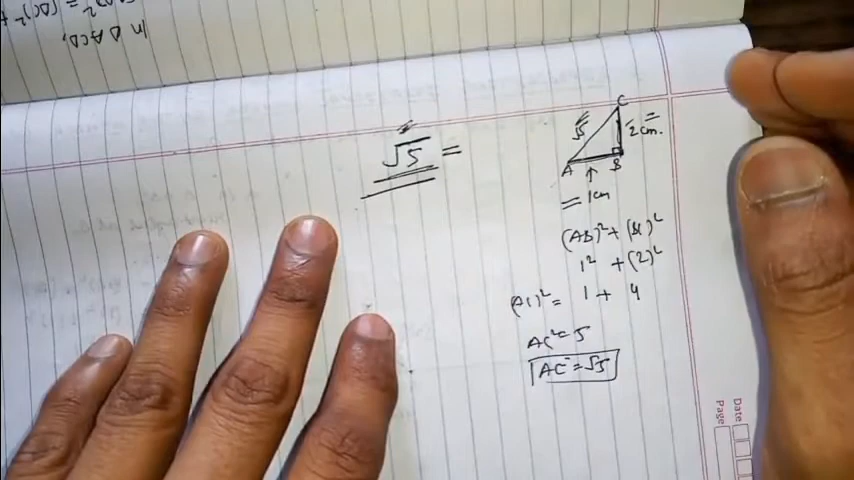 In ΔACD,
√5 =
C
√5
2cm.
A
B
= 1cm
(AB)² + (BC)²
1² + (2)²
(AC)² = 1 + 4
AC² = 5
AC = √5
Page
Date